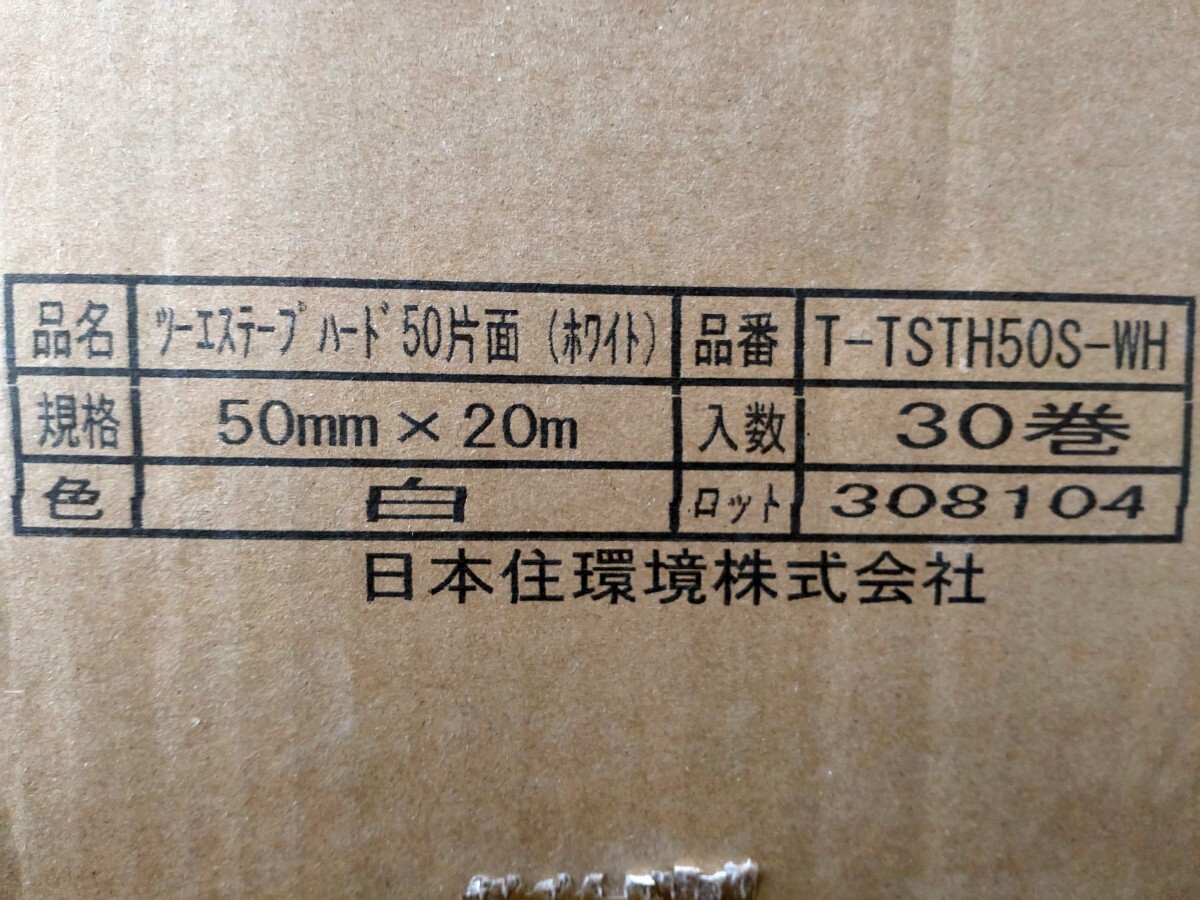 品名 ﾂｰｴｽﾃｰﾌﾟﾊｰﾄﾞ50片面（ﾎﾜｲﾄ） 品番 T-TSTH50S-WH
規格 50mm×20m 入数 30巻
色 白 ﾛｯﾄ 308104
日本住環境株式会社